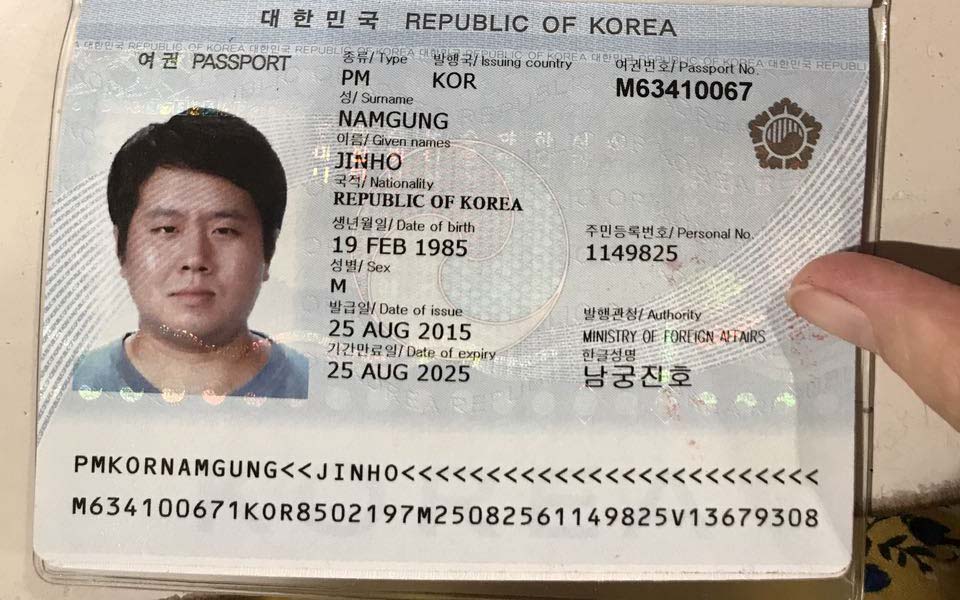 대한민국 REPUBLIC OF KOREA
여권 PASSPORT
종류/Type 발행국/Issuing country 여권번호/Passport No.
PM KOR M63410067
성/Surname
NAMGUNG
이름/Given names
JINHO
국적/Nationality
REPUBLIC OF KOREA
생년월일/Date of birth 주민등록번호/Personal No.
19 FEB 1985 1149825
성별/Sex
M
발급일/Date of issue 발행관청/Authority
25 AUG 2015 MINISTRY OF FOREIGN AFFAIRS
기간만료일/Date of expiry 한글성명
25 AUG 2025 남궁진호
PMKORNAMGUNG<<JINHO<<<<<<<<<<<<<<<<<<<<<<<<<
M634100671KOR8502197M25082561149825V13679308